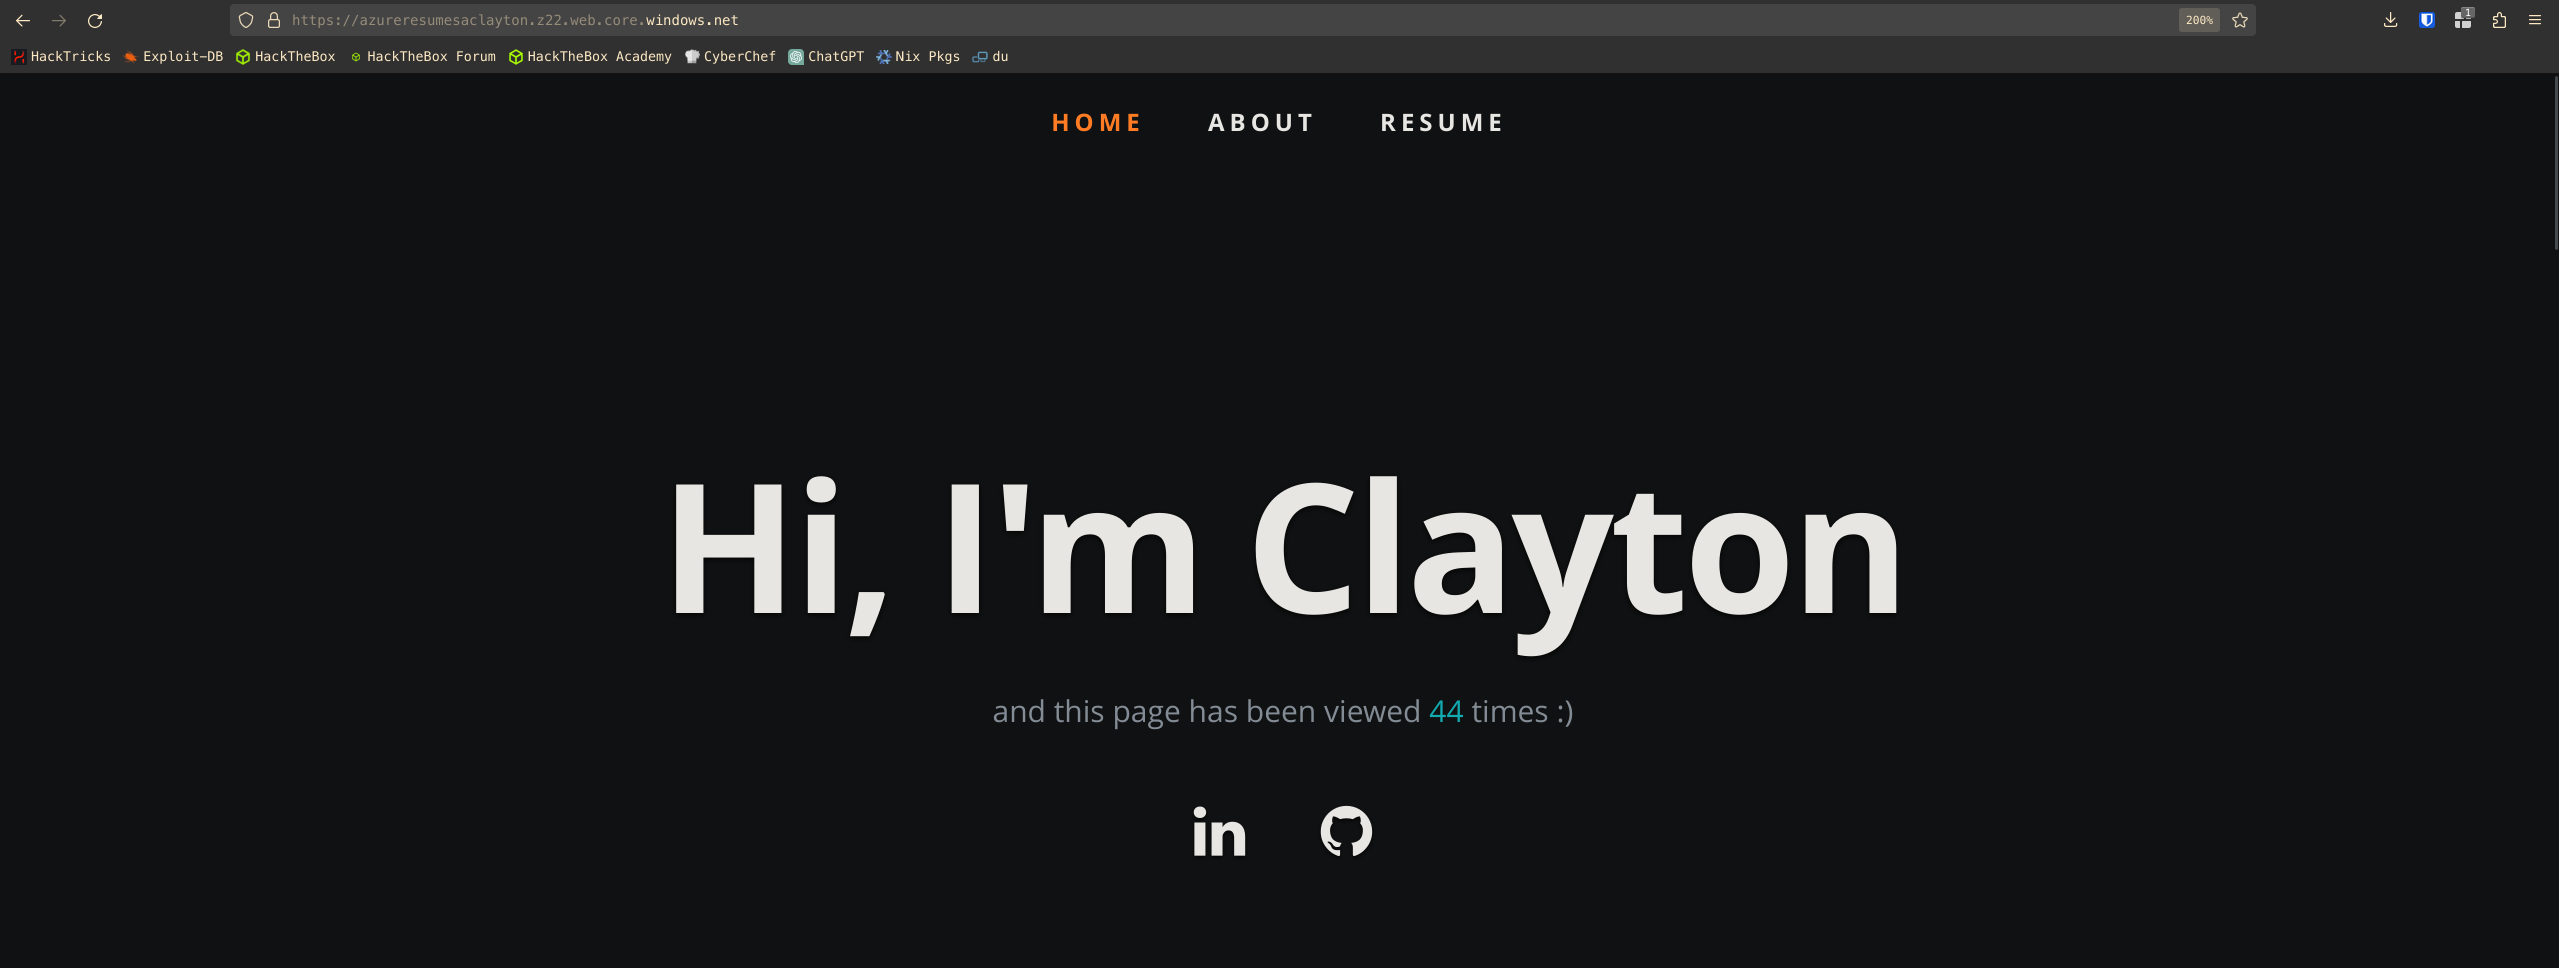 https://azureresumesaclayton.z22.web.core.windows.net 200% 1
HackTricks Exploit-DB HackTheBox HackTheBox Forum HackTheBox Academy CyberChef ChatGPT Nix Pkgs du
HOME ABOUT RESUME
Hi, I'm Clayton
and this page has been viewed 44 times :)
in